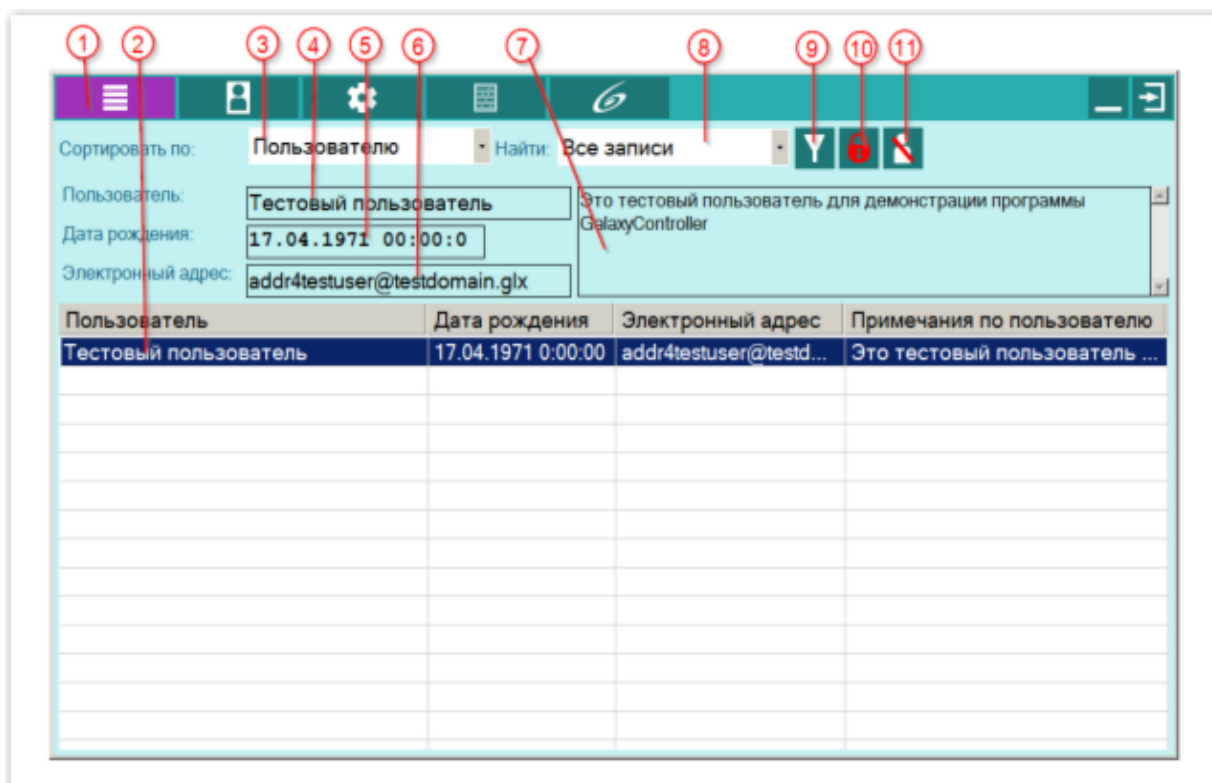 1 2 3 4 5 6 7 8 9 10 11
Сортировать по: Пользователю Найти: Все записи
Пользователь: Тестовый пользователь
Это тестовый пользователь для демонстрации программы
GalaxyController
Дата рождения: 17.04.1971 00:00:0
Электронный адрес: addr4testuser@testdomain.glx
Пользователь Дата рождения Электронный адрес Примечания по пользователю
Тестовый пользователь 17.04.1971 0:00:00 addr4testuser@testd... Это тестовый пользователь ...